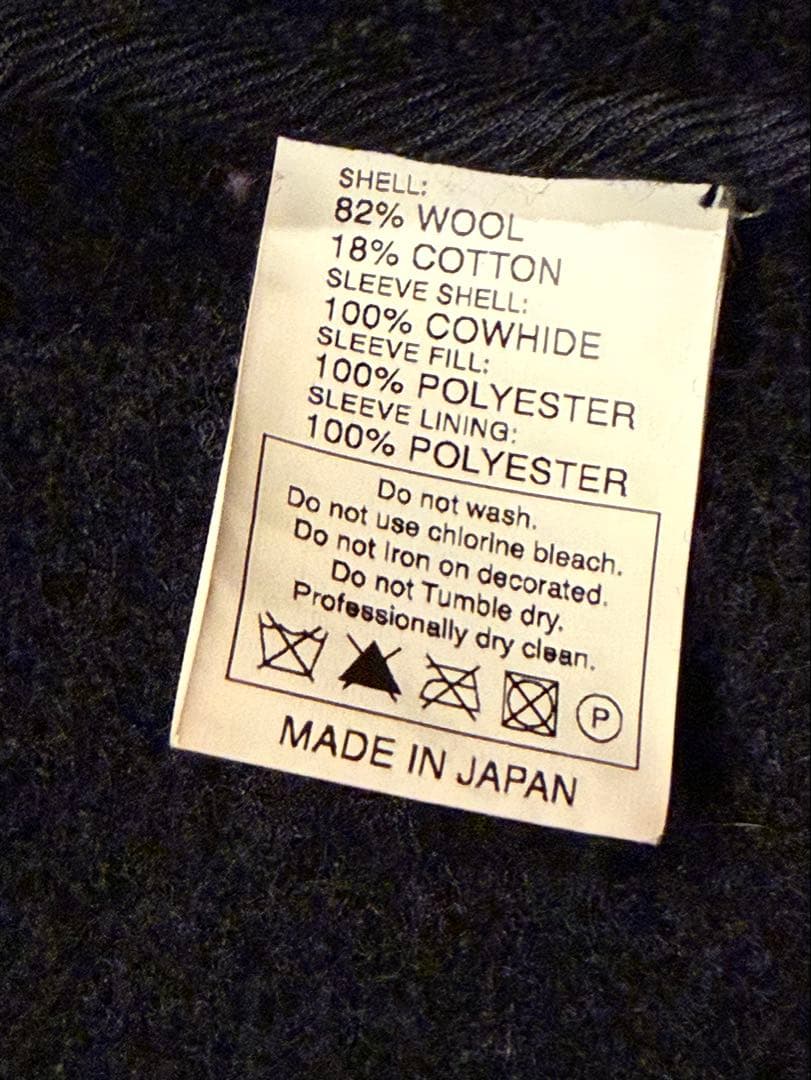 SHELL:
82% WOOL
18% COTTON
SLEEVE SHELL:
100% COWHIDE
SLEEVE FILL:
100% POLYESTER
SLEEVE LINING:
100% POLYESTER
Do not wash.
Do not use chlorine bleach.
Do not Iron on decorated.
Do not Tumble dry.
Professionally dry clean.
P
MADE IN JAPAN